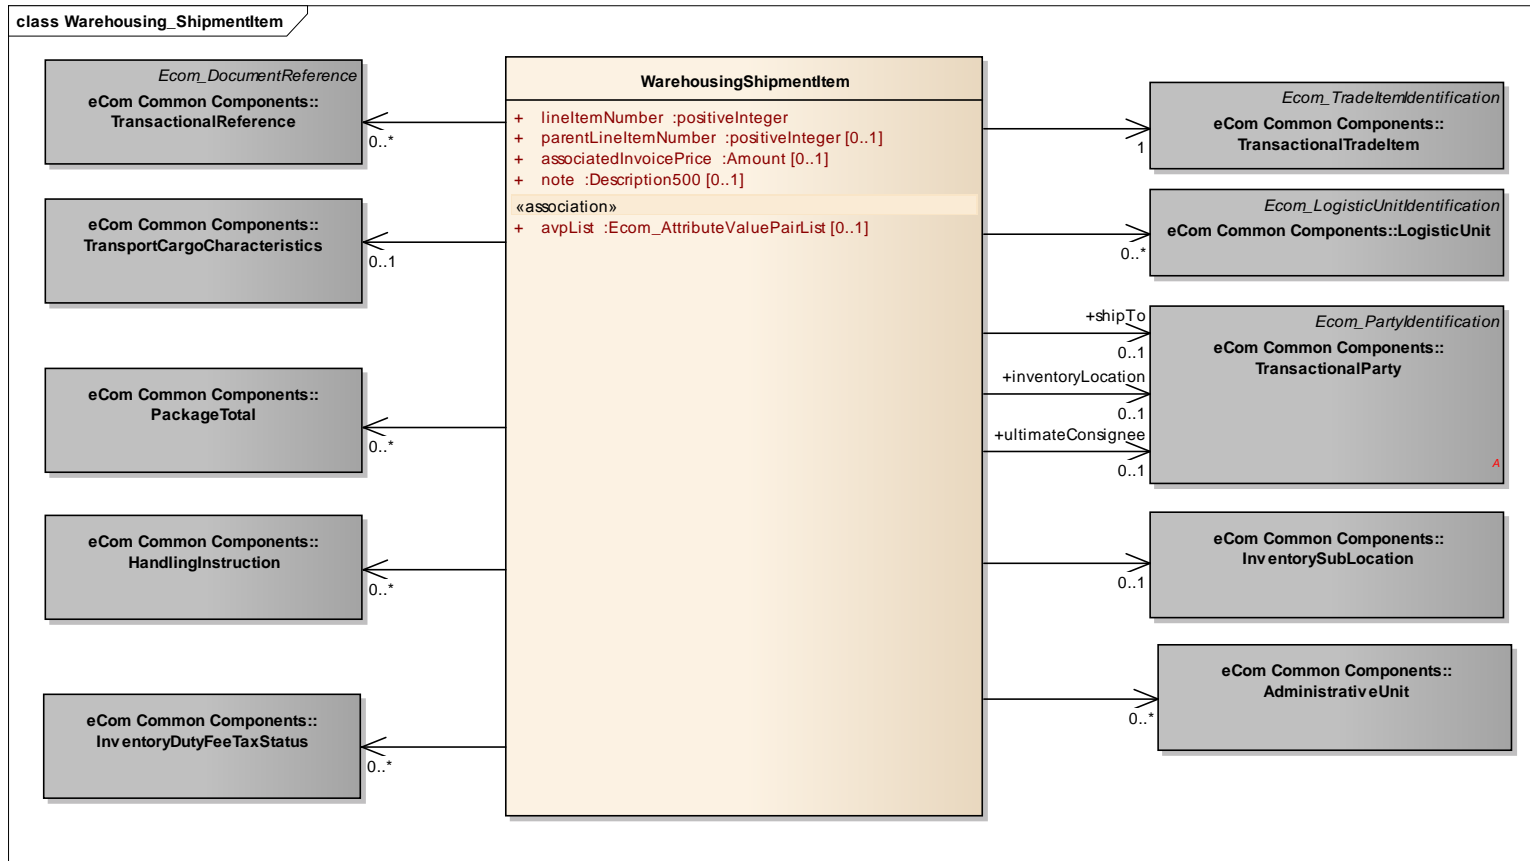 class Warehousing_ShipmentItem
Ecom_DocumentReference
eCom Common Components::
TransactionalReference
0..*
eCom Common Components::
TransportCargoCharacteristics
0..1
eCom Common Components::
PackageTotal
0..*
eCom Common Components::
HandlingInstruction
0..*
eCom Common Components::
InventoryDutyFeeTaxStatus
0..*
WarehousingShipmentItem
+ lineItemNumber :positiveInteger
+ parentLineItemNumber :positiveInteger [0..1]
+ associatedInvoicePrice :Amount [0..1]
+ note :Description500 [0..1]
«association»
+ avpList :Ecom_AttributeValuePairList [0..1]
Ecom_TradeItemIdentification
eCom Common Components::
TransactionalTradeItem
1
Ecom_LogisticUnitIdentification
eCom Common Components::LogisticUnit
0..*
+shipTo
0..1
+inventoryLocation
0..1
+ultimateConsignee
0..1
Ecom_PartyIdentification
eCom Common Components::
TransactionalParty
A
eCom Common Components::
InventorySubLocation
0..1
eCom Common Components::
AdministrativeUnit
0..*